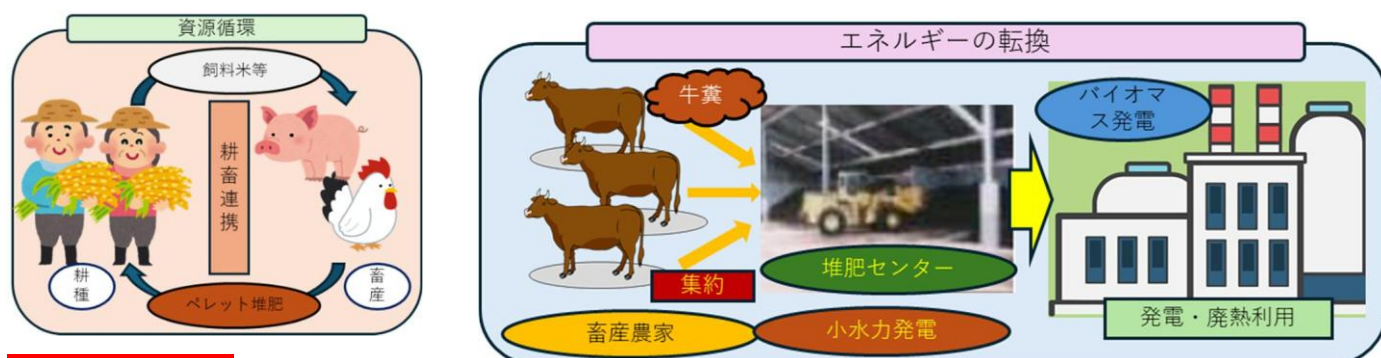 資源循環
飼料米等
耕畜連携
耕種
畜産
ペレット堆肥
エネルギーの転換
牛糞
集約
畜産農家
堆肥センター
小水力発電
バイオマ
ス発電
発電・廃熱利用